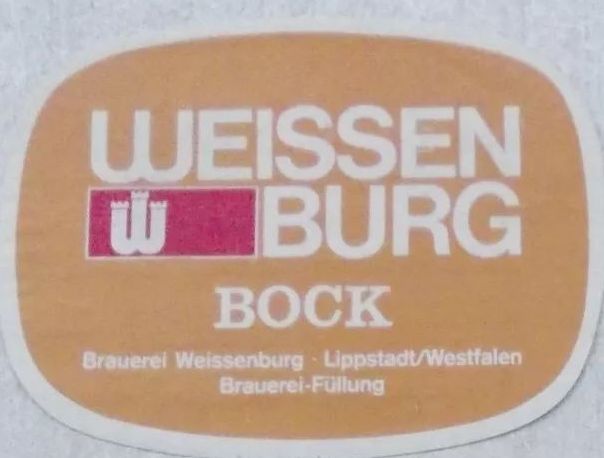 WEISSEN
W BURG
BOCK
Brauerei Weissenburg · Lippstadt/Westfalen
Brauerei-Füllung